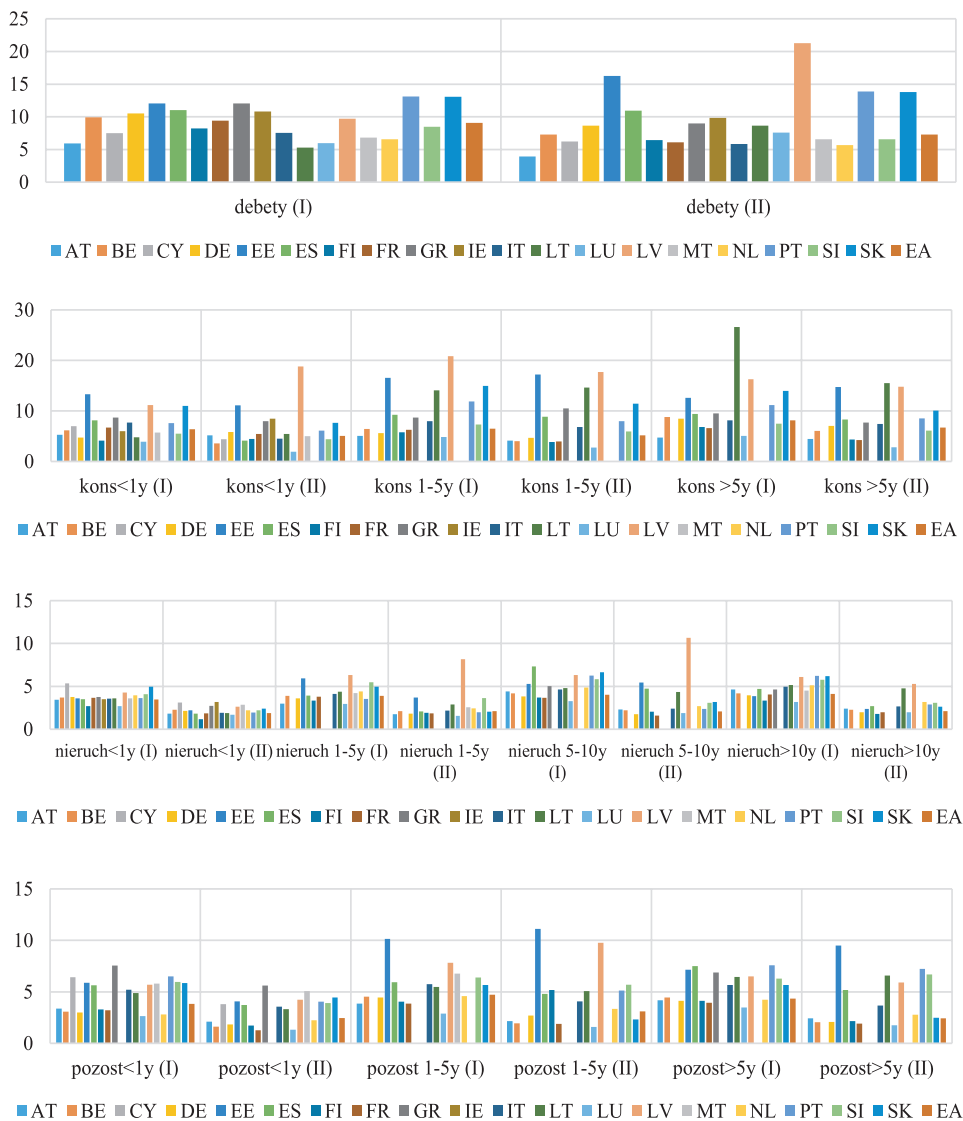 25
20
15
10
5
0
debety (I) debety (II)
AT BE CY DE EE ES FI FR GR IE IT LT LU LV MT NL PT SI SK EA
30
20
10
0
kons<1y (I) kons<1y (II) kons 1-5y (I) kons 1-5y (II) kons >5y (I) kons >5y (II)
AT BE CY DE EE ES FI FR GR IE IT LT LU LV MT NL PT SI SK EA
15
10
5
0
nieruch<1y (I) nieruch<1y (II) nieruch 1-5y (I) nieruch 1-5y (II) nieruch 5-10y (I) nieruch 5-10y (II) nieruch>10y (I) nieruch>10y (II)
AT BE CY DE EE ES FI FR GR IE IT LT LU LV MT NL PT SI SK EA
15
10
5
0
pozost<1y (I) pozost<1y (II) pozost 1-5y (I) pozost 1-5y (II) pozost>5y (I) pozost>5y (II)
AT BE CY DE EE ES FI FR GR IE IT LT LU LV MT NL PT SI SK EA